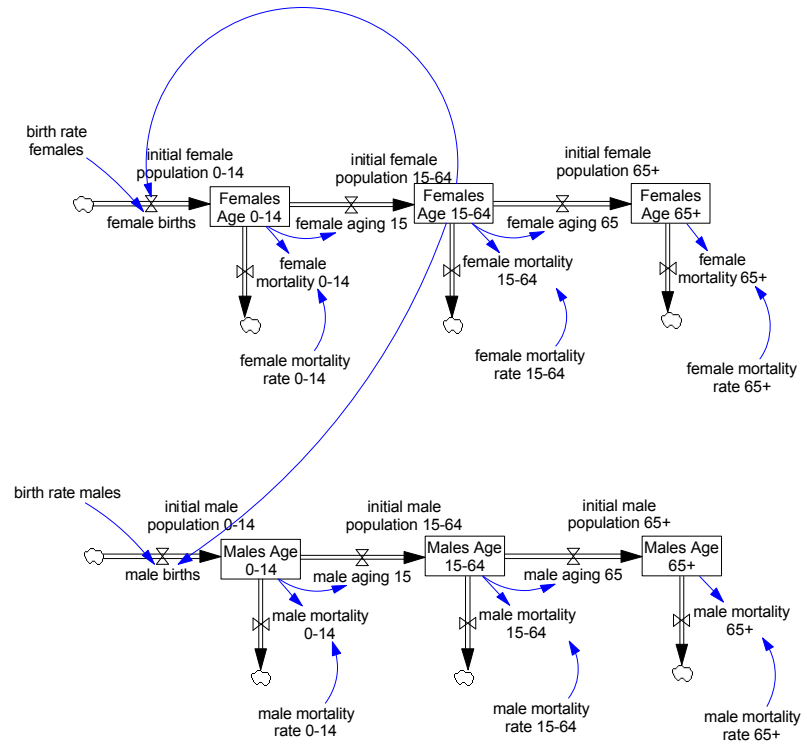 birth rate
females
initial female
population 0-14
initial female
population 15-64
initial female
population 65+
Females
Age 0-14
Females
Age 15-64
Females
Age 65+
female births
female aging 15
female aging 65
female
mortality 0-14
female mortality
15-64
female
mortality 65+
female mortality
rate 0-14
female mortality
rate 15-64
female mortality
rate 65+
birth rate males
initial male
population 0-14
initial male
population 15-64
initial male
population 65+
Males Age
0-14
Males Age
15-64
Males Age
65+
male births
male aging 15
male aging 65
male mortality
0-14
male mortality
15-64
male mortality
65+
male mortality
rate 0-14
male mortality
rate 15-64
male mortality
rate 65+